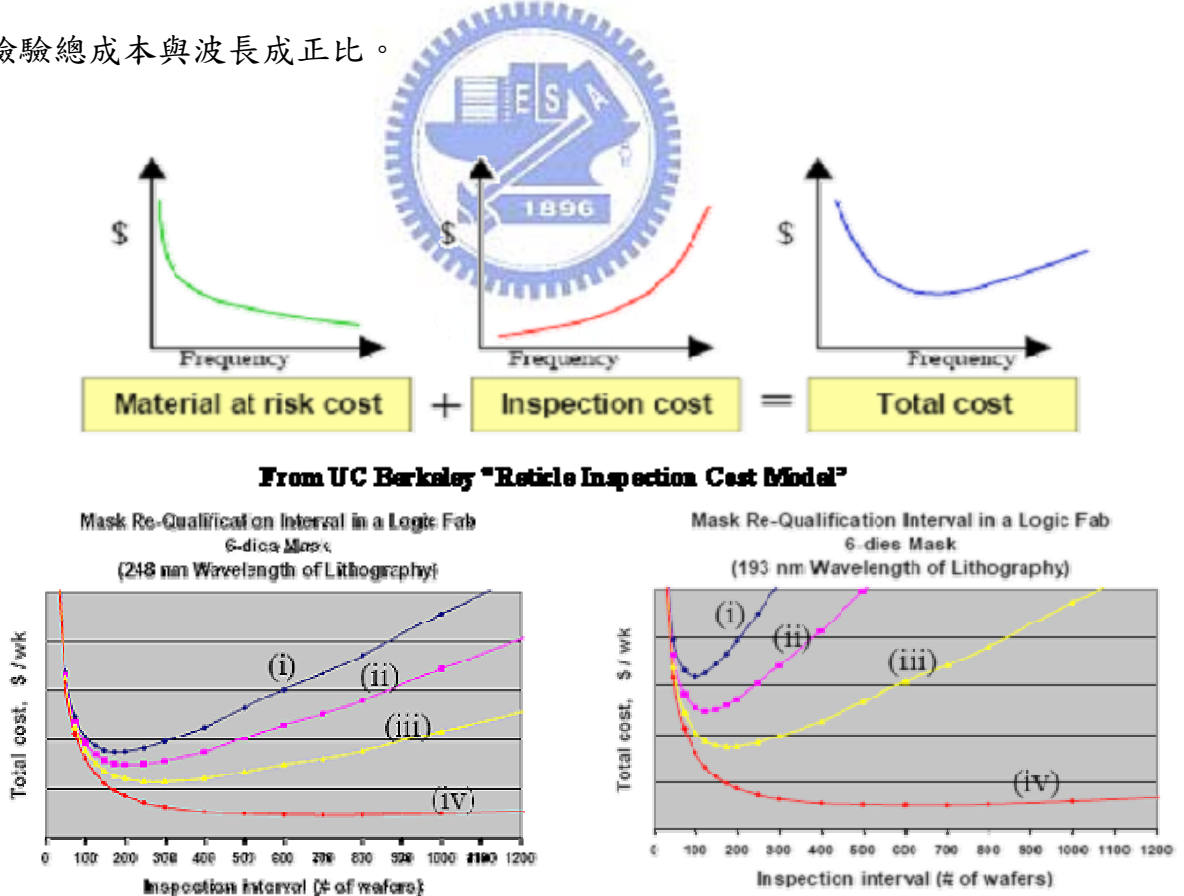 檢驗總成本與波長成正比。
E S A
1896
$
$
$
Frequency
Frequency
Frequency
Material at risk cost
+
Inspection cost
=
Total cost
From UC Berkeley "Reticle Inspection Cost Model"
Mask Re-Qualification Interval in a Logic Fab
6-dies Mask
(248 nm Wavelength of Lithography)
(i)
(ii)
(iii)
(iv)
Total cost, $ / wk
0 100 200 300 400 500 600 700 800 900 1000 1100 1200
Inspection interval (# of wafers)
Mask Re-Qualification Interval in a Logic Fab
6-dies Mask
(193 nm Wavelength of Lithography)
(i)
(ii)
(iii)
(iv)
Total cost, $ / wk
0 100 200 300 400 500 600 700 800 900 1000 1100 1200
Inspection interval (# of wafers)